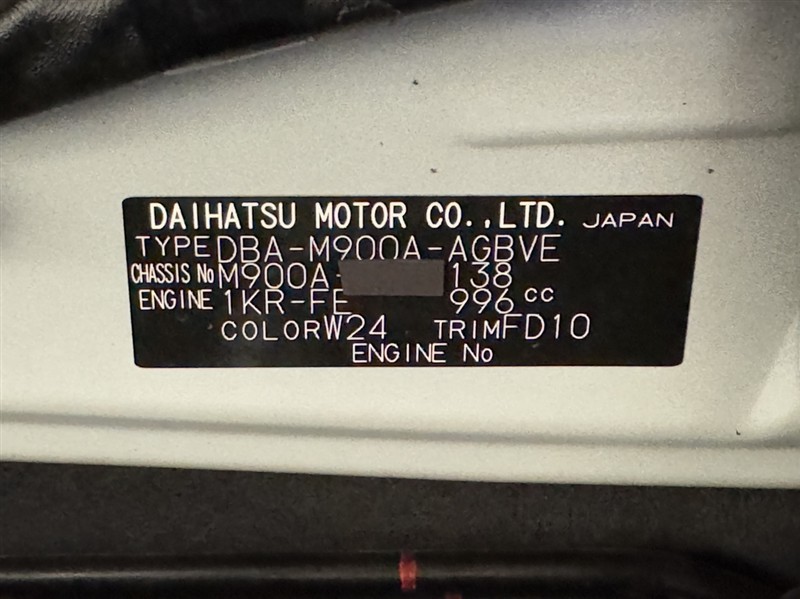 DAIHATSU MOTOR CO.,LTD. JAPAN
TYPE DBA-M900A-AGBVE
CHASSIS No M900A- 138
ENGINE 1KR-FE 996 cc
COLOR W24 TRIM FD10
ENGINE No